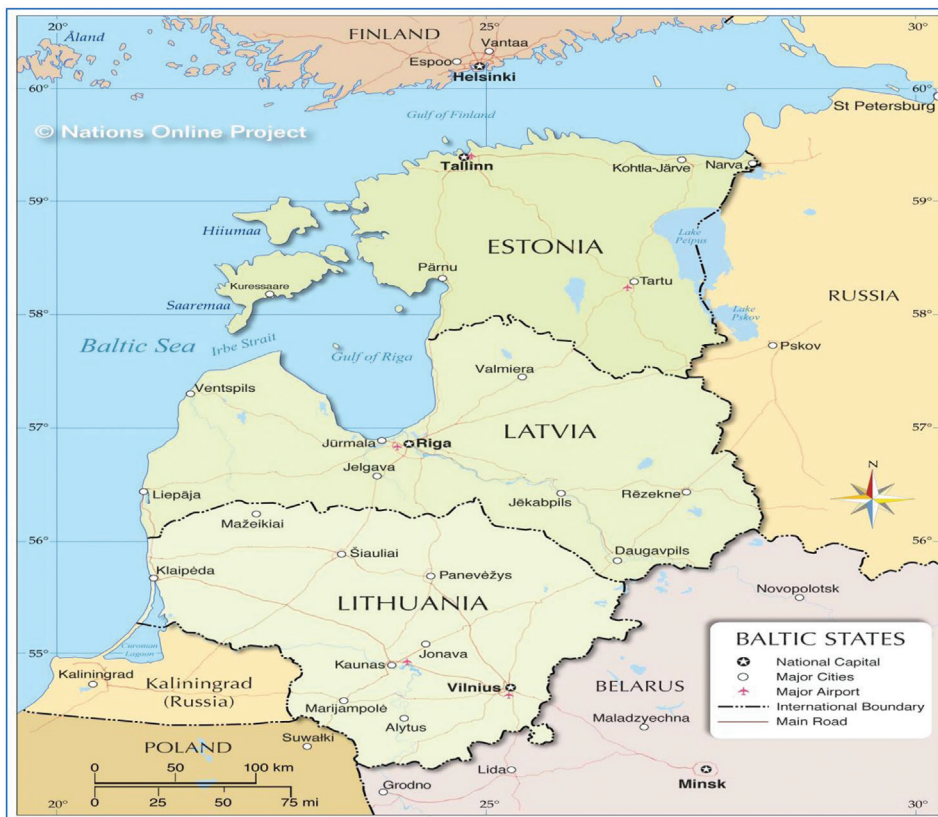 20°
25°
30°
Åland
FINLAND
Vantaa
Espoo
Helsinki
60°
60°
St Petersburg
Gulf of Finland
© Nations Online Project
Tallinn
Kohtla-Järve
Narva
59°
59°
Hiiumaa
ESTONIA
Lake
Peipus
Pärnu
Kuressaare
Tartu
Saaremaa
RUSSIA
Lake
Pskov
58°
58°
Baltic Sea
Irbe Strait
Gulf of Riga
Pskov
Valmiera
Ventspils
57°
57°
Jūrmala
Riga
LATVIA
Jelgava
N
Liepāja
Jēkabpils
Rēzekne
Mažeikiai
56°
56°
Šiauliai
Daugavpils
Klaipėda
Panevėžys
LITHUANIA
Novopolotsk
Curonian
Lagoon
55°
55°
Jonava
Kaunas
Kaliningrad
Kaliningrad
(Russia)
Vilnius
BELARUS
Marijampolė
Alytus
Maladzyechna
Suwałki
POLAND
Lida
Minsk
Grodno
BALTIC STATES
National Capital
Major Cities
Major Airport
International Boundary
Main Road
0 50 100 km
0 25 50 75 mi
20°
25°
30°